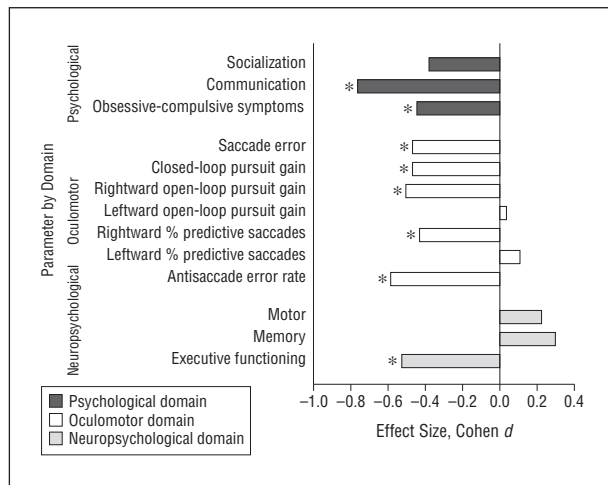 Parameter by Domain
Psychological
Socialization
* Communication
* Obsessive-compulsive symptoms
Oculomotor
* Saccade error
* Closed-loop pursuit gain
* Rightward open-loop pursuit gain
Leftward open-loop pursuit gain
* Rightward % predictive saccades
Leftward % predictive saccades
* Antisaccade error rate
Neuropsychological
Motor
Memory
* Executive functioning
−1.0 −0.8 −0.6 −0.4 −0.2 0.0 0.2 0.4
Effect Size, Cohen d
Psychological domain
Oculomotor domain
Neuropsychological domain